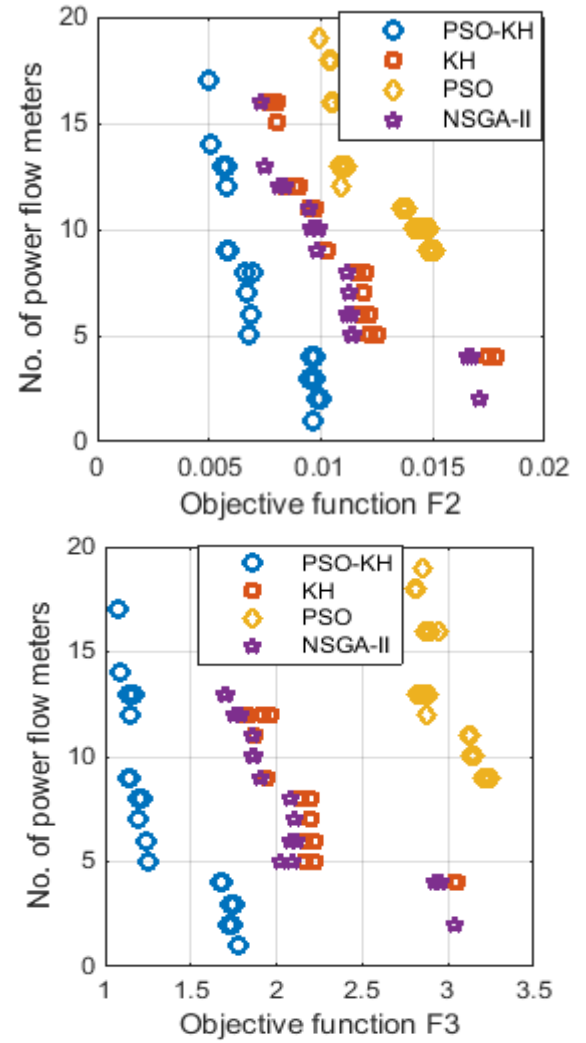 20
15
10
5
0
No. of power flow meters
PSO-KH
KH
PSO
NSGA-II
0
0.005
0.01
0.015
0.02
Objective function F2
20
15
10
5
0
No. of power flow meters
PSO-KH
KH
PSO
NSGA-II
1
1.5
2
2.5
3
3.5
Objective function F3